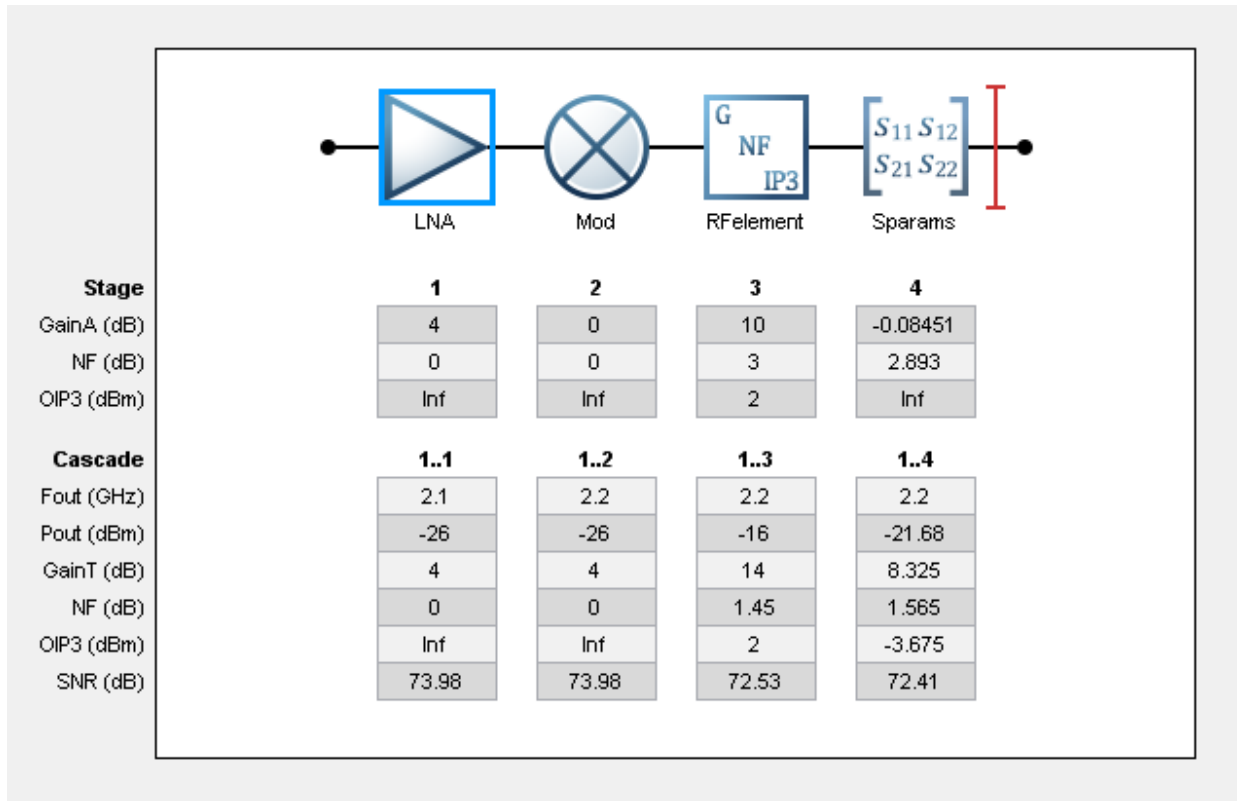 G
NF
IP3
S11 S12
S21 S22
LNA Mod RFelement Sparams
Stage 1 2 3 4
GainA (dB) 4 0 10 -0.08451
NF (dB) 0 0 3 2.893
OIP3 (dBm) Inf Inf 2 Inf
Cascade 1..1 1..2 1..3 1..4
Fout (GHz) 2.1 2.2 2.2 2.2
Pout (dBm) -26 -26 -16 -21.68
GainT (dB) 4 4 14 8.325
NF (dB) 0 0 1.45 1.565
OIP3 (dBm) Inf Inf 2 -3.675
SNR (dB) 73.98 73.98 72.53 72.41